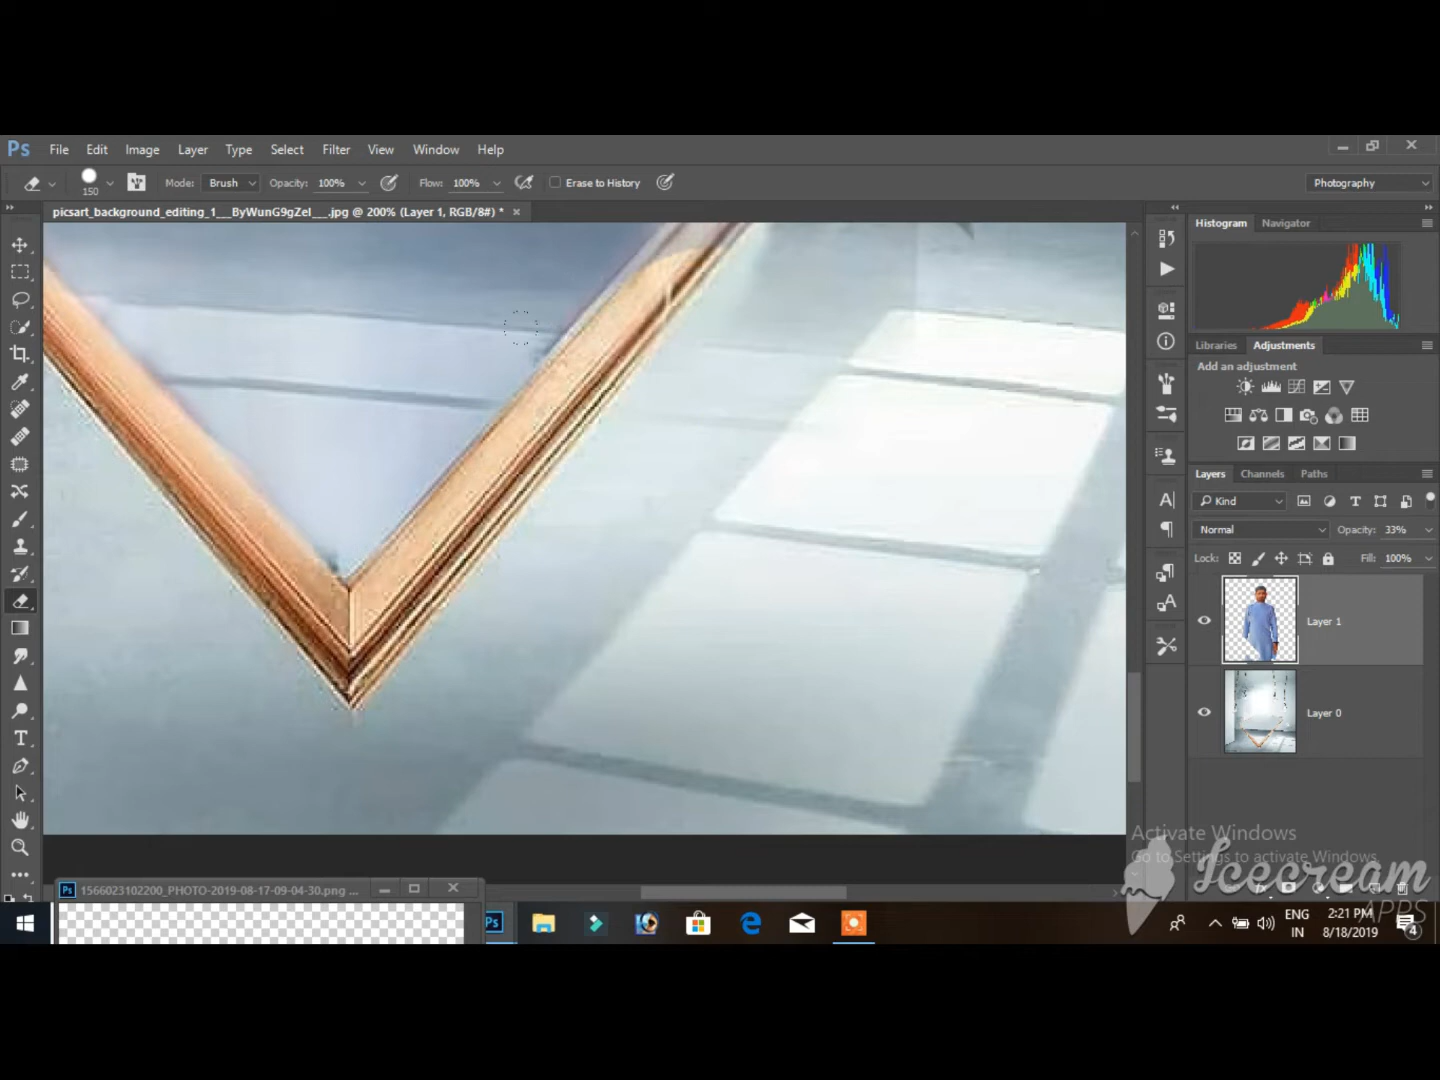 Ps File Edit Image Layer Type Select Filter View Window Help
150 Mode: Brush Opacity: 100% Flow: 100% Erase to History Photography
picsart_background_editing_1___ByWunG9gZel___.jpg @ 200% (Layer 1, RGB/8#) * ×
Histogram Navigator
Libraries Adjustments
Add an adjustment
Layers Channels Paths
Kind
Normal Opacity: 33%
Lock: Fill: 100%
Layer 1
Layer 0
Activate Windows
Go to Settings to activate Windows.
Icecream
APPS
Ps 1566023102200_PHOTO-2019-08-17-09-04-30.png ...
Ps ENG 2:21 PM
IN 8/18/2019 4